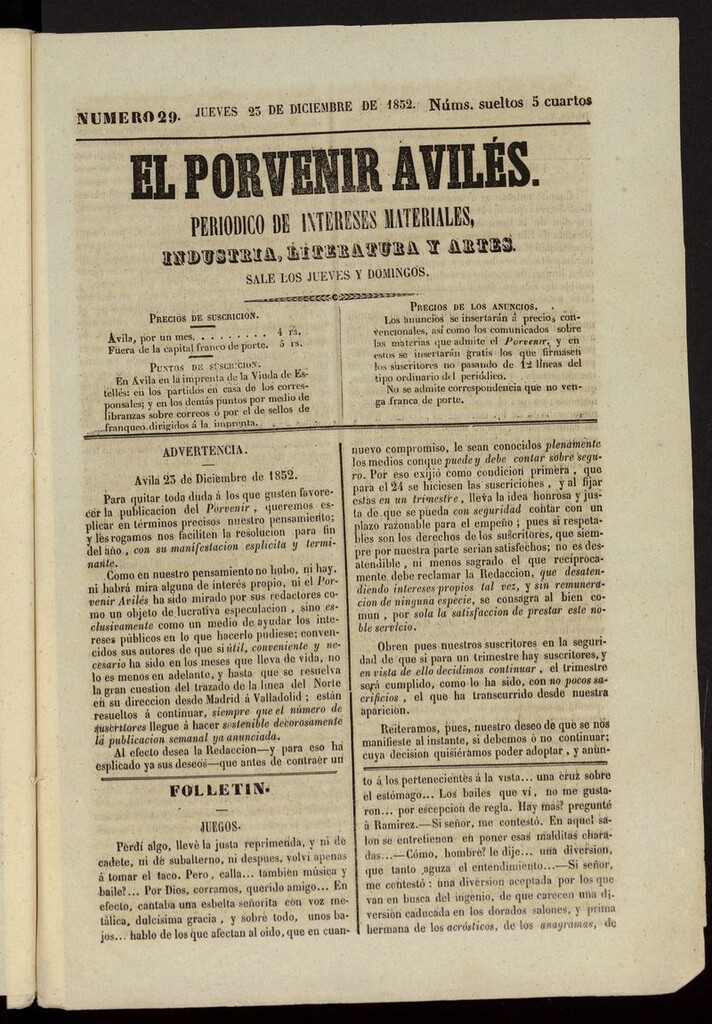 NUMERO 29. JUEVES 23 DE DICIEMBRE DE 1852. Núms. sueltos 5 cuartos
EL PORVENIR AVILÉS.
PERIODICO DE INTERESES MATERIALES,
INDUSTRIA, LITERATURA Y ARTES.
SALE LOS JUEVES Y DOMINGOS.
PRECIOS DE SUSCRICION.
Avila, por un mes. . . . . . . . 4 rs.
Fuera de la capital franco de porte. 5 rs.
PUNTOS DE SUSCRICION.
En Avila en la imprenta de la Viuda de Es-
tellés: en los partidos en casa de los corres-
ponsales; y en los demás puntos por medio de
libranzas sobre correos ó por el de sellos de
franqueo dirigidos á la imprenta.
PRECIOS DE LOS ANUNCIOS.
Los anuncios se insertarán á precios con-
vencionales, así como los comunicados sobre
las materias que admite el Porvenir, y en
estos se insertarán gratis los que firmasen
los suscritores no pasando de 12 líneas del
tipo ordinario del periódico.
No se admite correspondencia que no ven-
ga franca de porte.
ADVERTENCIA.
Avila 23 de Diciembre de 1852.
Para quitar toda duda á los que gusten favore-
cer la publicacion del Porvenir, queremos es-
plicar en términos precisos nuestro pensamiento;
y les rogamos nos faciliten la resolucion para fin
del año, con su manifestacion esplicita y termi-
nante.
Como en nuestro pensamiento no hubo, ni hay,
ni habrá mira alguna de interés propio, ni el Por-
venir Avilés ha sido mirado por sus redactores co-
mo un objeto de lucrativa especulacion, sino es-
clusivamente como un medio de ayudar los inte-
reses públicos en lo que hacerlo pudiese; conven-
cidos sus autores de que si útil, conveniente y ne-
cesario ha sido en los meses que lleva de vida, no
lo es menos en adelante, y hasta que se resuelva
la gran cuestion del trazado de la linea del Norte
en su direccion desde Madrid á Valladolid; están
resueltos á continuar, siempre que el número de
suscritores llegue á hacer sostenible decorosamente
la publicacion semanal ya anunciada.
Al efecto desea la Redaccion—y para eso ha
esplicado ya sus deseos—que antes de contraer un
nuevo compromiso, le sean conocidos plenamente
los medios conque puede y debe contar sobre segu-
ro. Por eso exijió como condicion primera, que
para el 24 se hiciesen las suscriciones, y al fijar
estas en un trimestre, lleva la idea honrosa y jus-
ta de que se pueda con seguridad contar con un
plazo razonable para el empeño; pues si respeta-
bles son los derechos de los suscritores, que siem-
pre por nuestra parte serian satisfechos; no es des-
atendible, ni menos sagrado el que reciproca-
mente debe reclamar la Redaccion, que desaten-
diendo intereses propios tal vez, y sin remunera-
cion de ninguna especie, se consagra al bien co-
mun, por sola la satisfaccion de prestar este no-
ble servicio.
Obren pues nuestros suscritores en la seguri-
dad de que si para un trimestre hay suscritores, y
en vista de ello decidimos continuar, el trimestre
será cumplido, como lo ha sido, con no pocos sa-
crificios, el que ha transcurrido desde nuestra
aparicion.
Reiteramos, pues, nuestro deseo de que se nos
manifieste al instante, si debemos ó no continuar;
cuya decision quisiéramos poder adoptar, y anun-
FOLLETIN.
JUEGOS.
Perdí algo, llevé la justa reprimenda, y ni de
cadete, ni de subalterno, ni despues, volví apenas
á tomar el taco. Pero, calla... tambien música y
baile?... Por Dios, corramos, querido amigo... En
efecto, cantaba una esbelta señorita con voz me-
tálica, dulcísima gracia, y sobre todo, unos ba-
jos... hablo de los que afectan al oido, que en cuan-
to á los pertenecientes á la vista... una cruz sobre
el estómago... Los bailes que ví, no me gusta-
ron... por escepcion de regla. Hay mas? pregunté
á Ramirez.—Si señor, me contestó. En aquel sa-
lon se entretienen en poner esas malditas chara-
das...—Cómo, hombre? le dije... una diversion,
que tanto aguza el entendimiento...—Si señor,
me contestó: una diversion aceptada por los que
van en busca del ingenio, de que carecen una di-
version caducada en los dorados salones, y prima
hermana de los acrósticos, de los anagramas, de